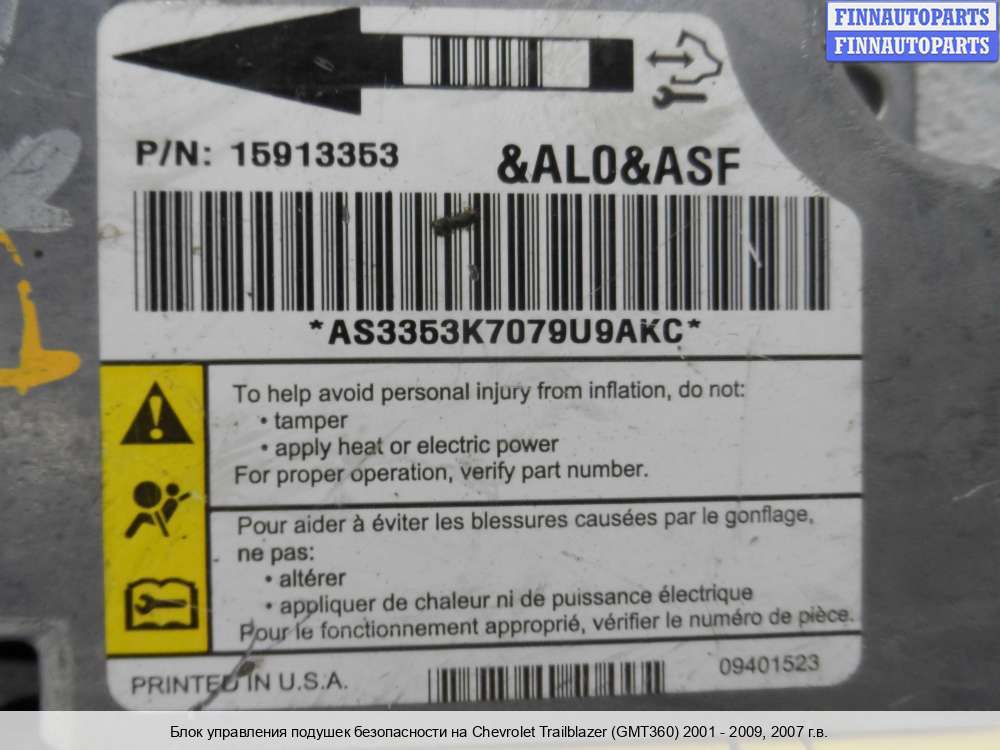 FINNAUTOPARTS
FINNAUTOPARTS
P/N: 15913353
&AL0&ASF
*AS3353K7079U9AKC*
To help avoid personal injury from inflation, do not:
• tamper
• apply heat or electric power
For proper operation, verify part number.
Pour aider à éviter les blessures causées par le gonflage,
ne pas:
• altérer
• appliquer de chaleur ni de puissance électrique
Pour le fonctionnement approprié, vérifier le numéro de pièce.
PRINTED IN U.S.A.
09401523
Блок управления подушек безопасности на Chevrolet Trailblazer (GMT360) 2001 - 2009, 2007 г.в.